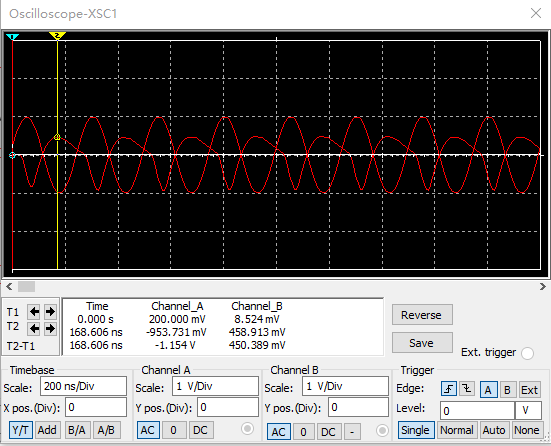 Oscilloscope-XSC1
1 2
Time Channel_A Channel_B
T1 0.000 s 200.000 mV 8.524 mV
T2 168.606 ns -953.731 mV 458.913 mV
T2-T1 168.606 ns -1.154 V 450.389 mV
Reverse
Save
Ext. trigger
Timebase Channel A Channel B Trigger
Scale: 200 ns/Div Scale: 1 V/Div Scale: 1 V/Div Edge: A B Ext
X pos.(Div): 0 Y pos.(Div): 0 Y pos.(Div): 0 Level: 0 V
Y/T Add B/A A/B AC 0 DC AC 0 DC - Single Normal Auto None